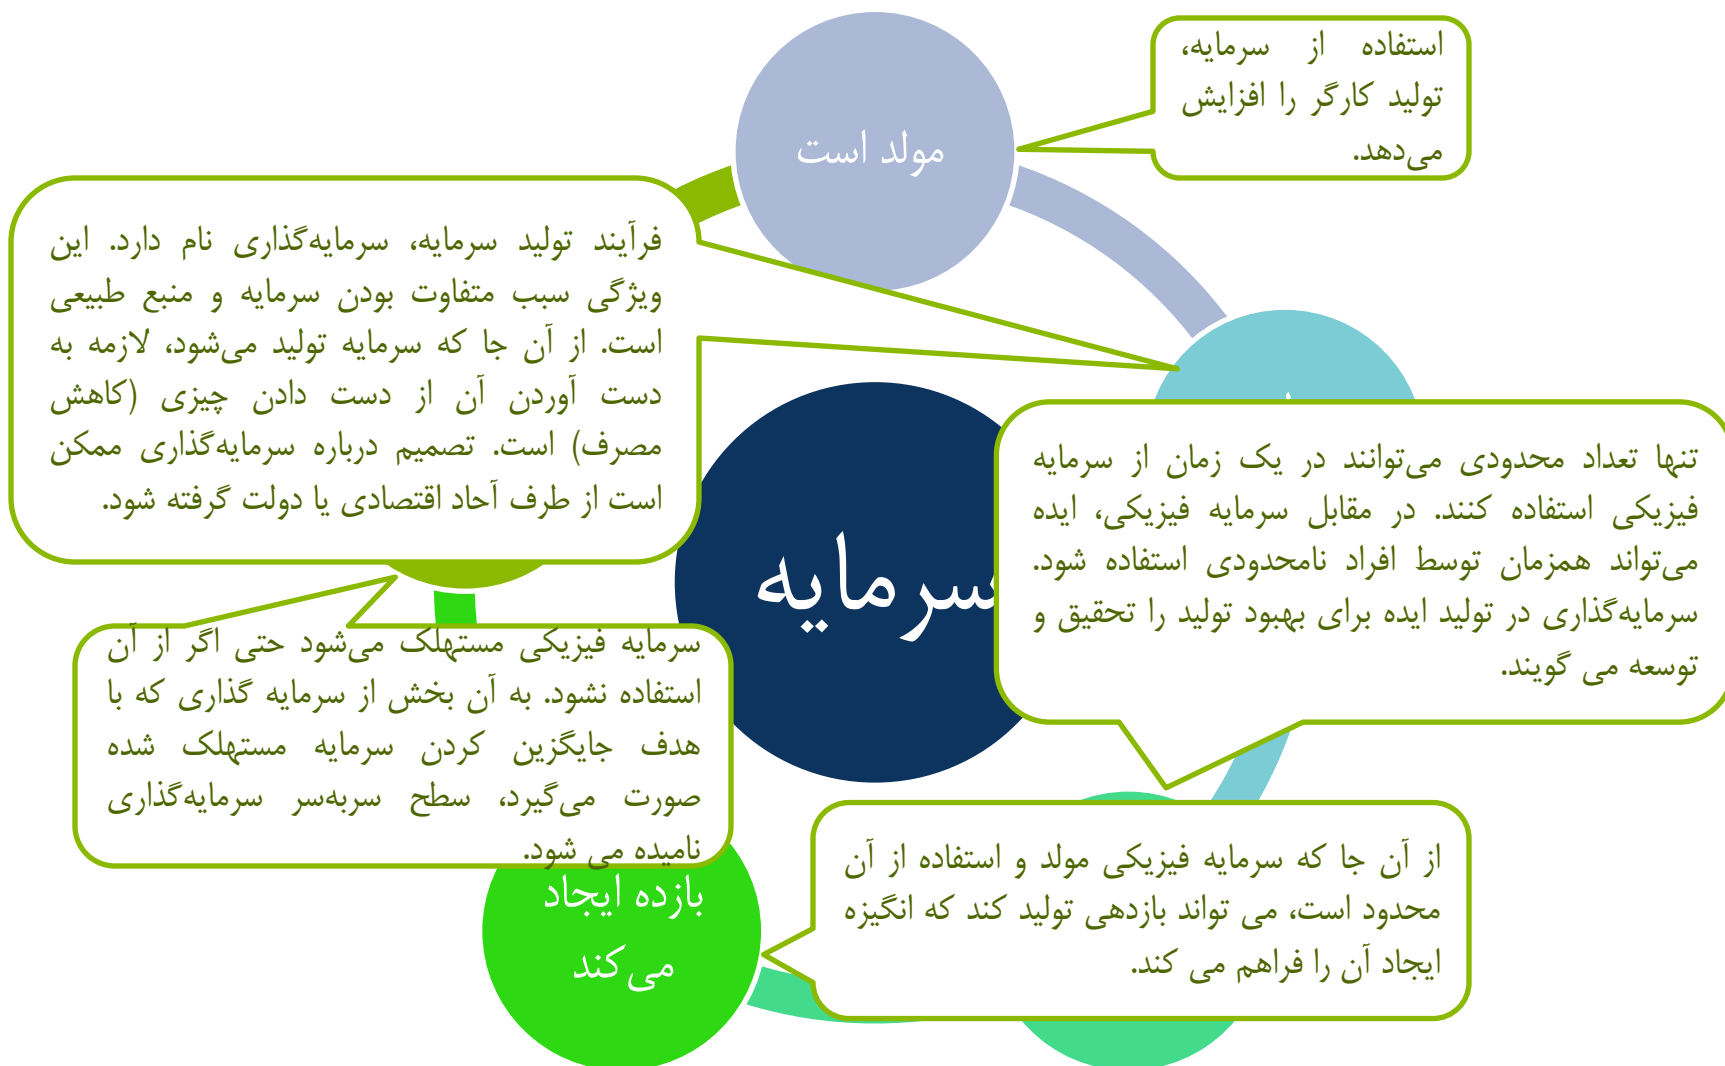 استفاده از سرمایه،
تولید کارگر را افزایش
می‌دهد.
مولد است
فرآیند تولید سرمایه، سرمایه‌گذاری نام دارد. این
ویژگی سبب متفاوت بودن سرمایه و منبع طبیعی
است. از آن جا که سرمایه تولید می‌شود، لازمه به
دست آوردن آن از دست دادن چیزی (کاهش
مصرف) است. تصمیم درباره سرمایه‌گذاری ممکن
است از طرف آحاد اقتصادی یا دولت گرفته شود.
تنها تعداد محدودی می‌توانند در یک زمان از سرمایه
فیزیکی استفاده کنند. در مقابل سرمایه فیزیکی، ایده
می‌تواند همزمان توسط افراد نامحدودی استفاده شود.
سرمایه‌گذاری در تولید ایده برای بهبود تولید را تحقیق و
توسعه می گویند.
سرمایه
سرمایه فیزیکی مستهلک می‌شود حتی اگر از آن
استفاده نشود. به آن بخش از سرمایه گذاری که با
هدف جایگزین کردن سرمایه مستهلک شده
صورت می‌گیرد، سطح سربه‌سر سرمایه‌گذاری
نامیده می شود.
از آن جا که سرمایه فیزیکی مولد و استفاده از آن
محدود است، می تواند بازدهی تولید کند که انگیزه
ایجاد آن را فراهم می کند.
بازده ایجاد
می‌کند